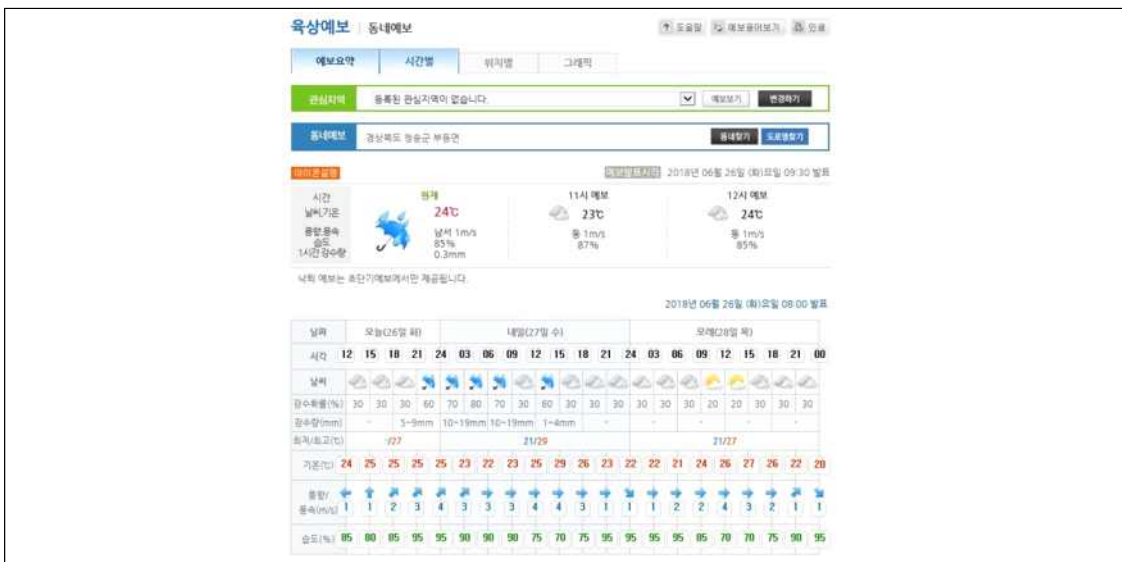 육상예보 동네예보
도움말 예보용어보기 인쇄
예보요약 시간별 위치별 그래픽
관심지역 등록된 관심지역이 없습니다. 예보보기 변경하기
동네예보 경상북도 청송군 부동면 동네찾기 도로명찾기
아이콘설명 예보발표시각 2018년 06월 26일 (화)요일 09:30 발표
시간 현재 11시 예보 12시 예보
날씨,기온 24℃ 23℃ 24℃
풍향,풍속 남서 1m/s 동 1m/s 동 1m/s
습도 85% 87% 85%
1시간 강수량 0.3mm
낙뢰 예보는 초단기예보에서만 제공됩니다.
2018년 06월 26일 (화)요일 08:00 발표
날짜 오늘(26일 화) 내일(27일 수) 모레(28일 목)
시각 12 15 18 21 24 03 06 09 12 15 18 21 24 03 06 09 12 15 18 21 00
날씨
강수확률(%) 30 30 30 60 70 80 70 30 60 30 30 30 30 30 30 20 20 30 30 30
강수량(mm) - 5~9mm 10~19mm 10~19mm 1~4mm - - - - -
최저/최고(℃) /27 21/29 21/27
기온(℃) 24 25 25 25 25 23 22 23 25 29 26 23 22 22 21 24 26 27 26 22 20
풍향/
풍속(m/s) 1 1 2 3 4 3 3 3 4 4 3 1 1 1 2 2 4 3 2 1 1
습도(%) 85 80 85 95 95 90 90 90 75 70 75 95 95 95 95 85 70 70 75 90 95